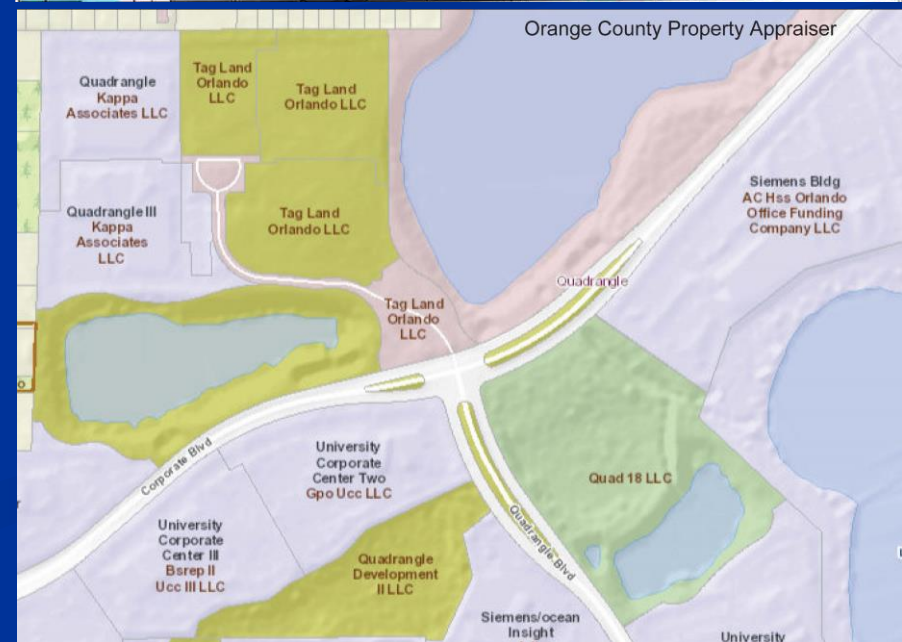 Orange County Property Appraiser
Quadrangle
Kappa
Associates LLC
Tag Land
Orlando
LLC
Tag Land
Orlando LLC
Siemens Bldg
AC Hss Orlando
Office Funding
Company LLC
Quadrangle III
Kappa
Associates
LLC
Tag Land
Orlando LLC
Quadrangle
Tag Land
Orlando
LLC
Corporate Blvd
University
Corporate
Center Two
Gpo Ucc LLC
Quad 18 LLC
Quadrangle Blvd
University
Corporate
Center III
Bsrep II
Ucc III LLC
Quadrangle
Development
II LLC
Siemens/ocean
Insight
University